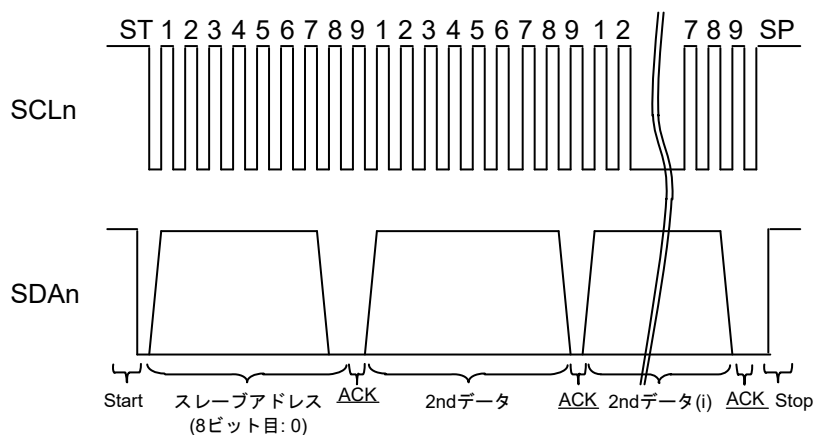 ST 1 2 3 4 5 6 7 8 9 1 2 3 4 5 6 7 8 9 1 2 7 8 9 SP
SCLn
SDAn
Start スレーブアドレス ACK 2ndデータ ACK 2ndデータ(i) ACK Stop
(8ビット目: 0)